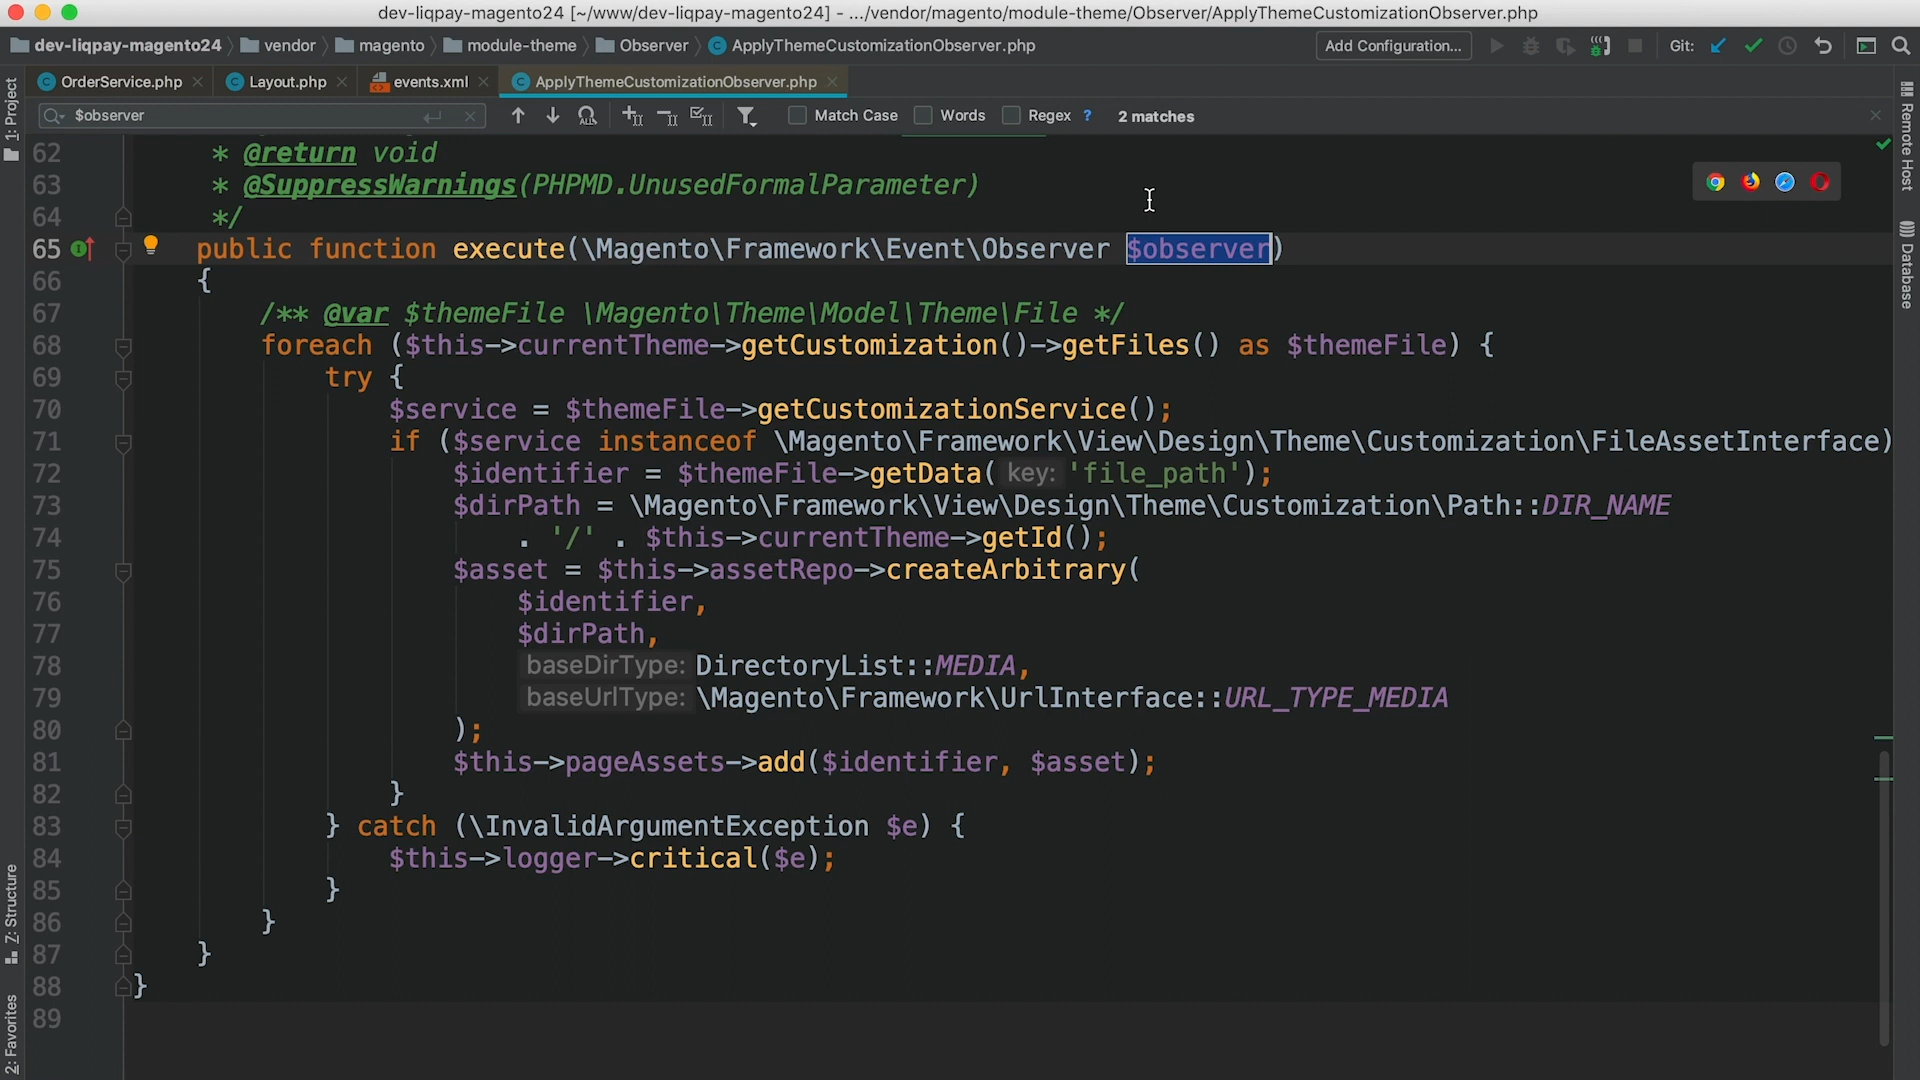 dev-liqpay-magento24 [~/www/dev-liqpay-magento24] - .../vendor/magento/module-theme/Observer/ApplyThemeCustomizationObserver.php
dev-liqpay-magento24 vendor magento module-theme Observer ApplyThemeCustomizationObserver.php Add Configuration... Git:
OrderService.php Layout.php events.xml ApplyThemeCustomizationObserver.php
$observer Match Case Words Regex ? 2 matches
1: Project
Remote Host
Database
Z: Structure
2: Favorites
62 * @return void
63 * @SuppressWarnings(PHPMD.UnusedFormalParameter)
64 */
65 public function execute(\Magento\Framework\Event\Observer $observer)
66 {
67 /** @var $themeFile \Magento\Theme\Model\Theme\File */
68 foreach ($this->currentTheme->getCustomization()->getFiles() as $themeFile) {
69 try {
70 $service = $themeFile->getCustomizationService();
71 if ($service instanceof \Magento\Framework\View\Design\Theme\Customization\FileAssetInterface)
72 $identifier = $themeFile->getData( key: 'file_path');
73 $dirPath = \Magento\Framework\View\Design\Theme\Customization\Path::DIR_NAME
74 . '/' . $this->currentTheme->getId();
75 $asset = $this->assetRepo->createArbitrary(
76 $identifier,
77 $dirPath,
78 baseDirType: DirectoryList::MEDIA,
79 baseUrlType: \Magento\Framework\UrlInterface::URL_TYPE_MEDIA
80 );
81 $this->pageAssets->add($identifier, $asset);
82 }
83 } catch (\InvalidArgumentException $e) {
84 $this->logger->critical($e);
85 }
86 }
87 }
88 }
89